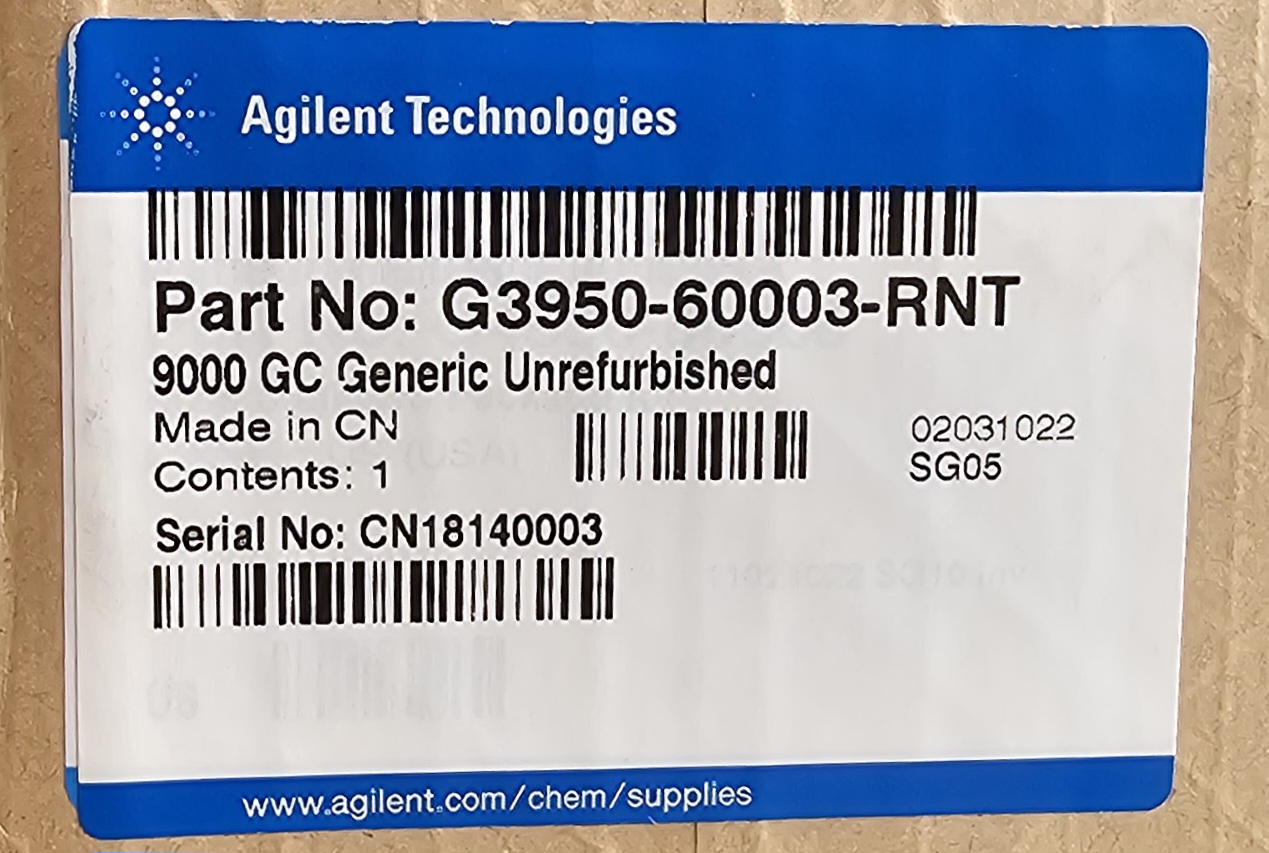 Agilent Technologies
Part No: G3950-60003-RNT
9000 GC Generic Unrefurbished
Made in CN
Contents: 1
02031022
SG05
Serial No: CN18140003
www.agilent.com/chem/supplies